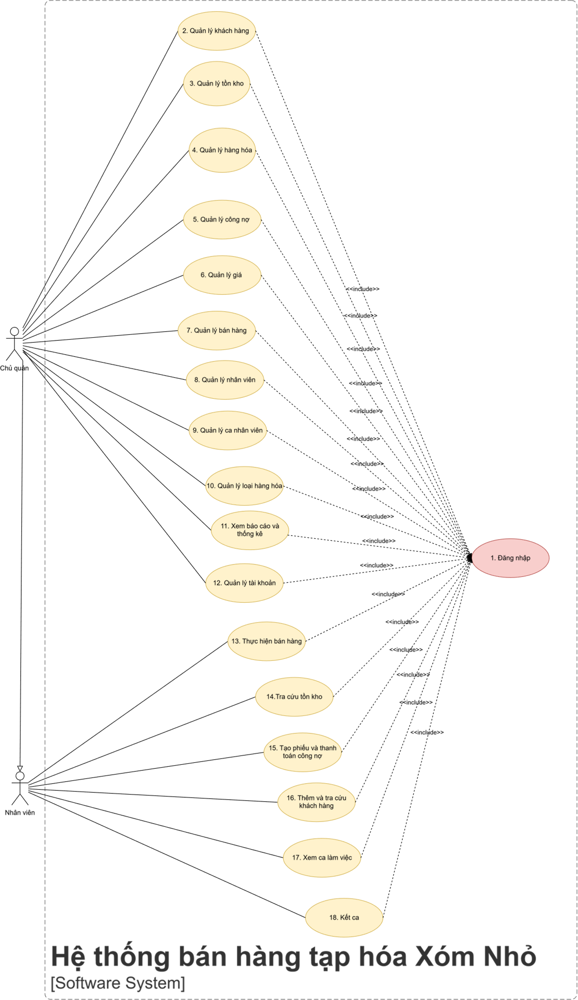 2. Quản lý khách hàng
3. Quản lý tồn kho
4. Quản lý hàng hóa
5. Quản lý công nợ
6. Quản lý giá
<<include>>
<<include>>
7. Quản lý bán hàng
<<include>>
Chủ quán
8. Quản lý nhân viên
<<include>>
<<include>>
9. Quản lý ca nhân viên
<<include>>
<<include>>
10. Quản lý loại hàng hóa
<<include>>
<<include>>
11. Xem báo cáo và
thống kê
<<include>>
1. Đăng nhập
<<include>>
12. Quản lý tài khoản
<<include>>
<<include>>
13. Thực hiện bán hàng
<<include>>
<<include>>
14.Tra cứu tồn kho
<<include>>
<<include>>
15. Tạo phiếu và thanh
toán công nợ
16. Thêm và tra cứu
khách hàng
Nhân viên
17. Xem ca làm việc
18. Kết ca
Hệ thống bán hàng tạp hóa Xóm Nhỏ
[Software System]